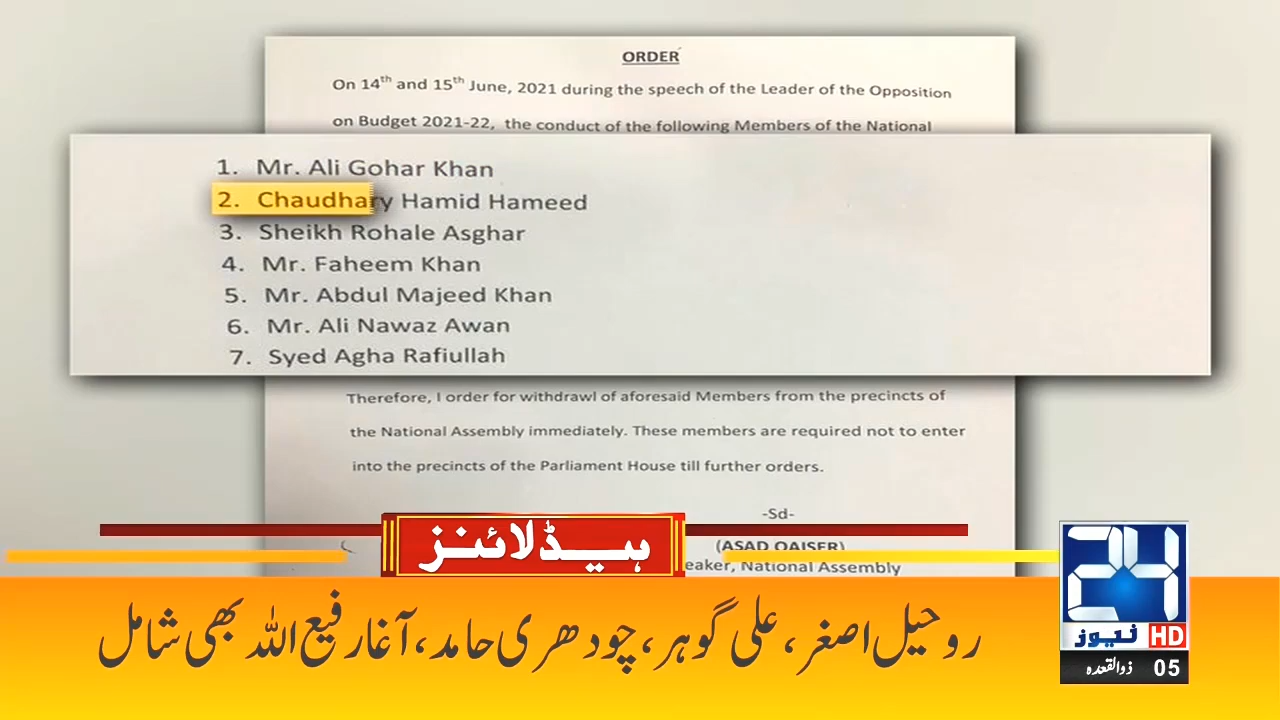 ORDER
On 14th and 15th June, 2021 during the speech of the Leader of the Opposition
on Budget 2021-22, the conduct of the following Members of the National
1. Mr. Ali Gohar Khan
2. Chaudhary Hamid Hameed
3. Sheikh Rohale Asghar
4. Mr. Faheem Khan
5. Mr. Abdul Majeed Khan
6. Mr. Ali Nawaz Awan
7. Syed Agha Rafiullah
Therefore, I order for withdrawl of aforesaid Members from the precincts of
the National Assembly immediately. These members are required not to enter
into the precincts of the Parliament House till further orders.
-Sd-
(ASAD QAISER)
eaker, National Assembly
ہیڈلائنز
روحیل اصغر، علی گوہر، چودھری حامد، آغا رفیع اللہ بھی شامل
24
نیوز HD
05 ذوالقعدہ